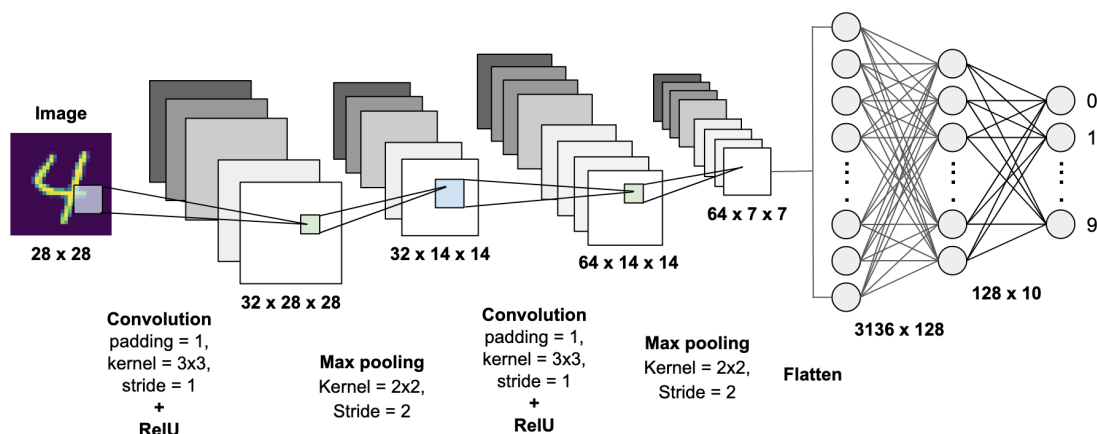 Image
28 x 28
32 x 28 x 28
32 x 14 x 14
64 x 14 x 14
64 x 7 x 7
3136 x 128
128 x 10
0
1
9
Convolution
padding = 1,
kernel = 3x3,
stride = 1
+
RelU
Max pooling
Kernel = 2x2,
Stride = 2
Convolution
padding = 1,
kernel = 3x3,
stride = 1
+
RelU
Max pooling
Kernel = 2x2,
Stride = 2
Flatten